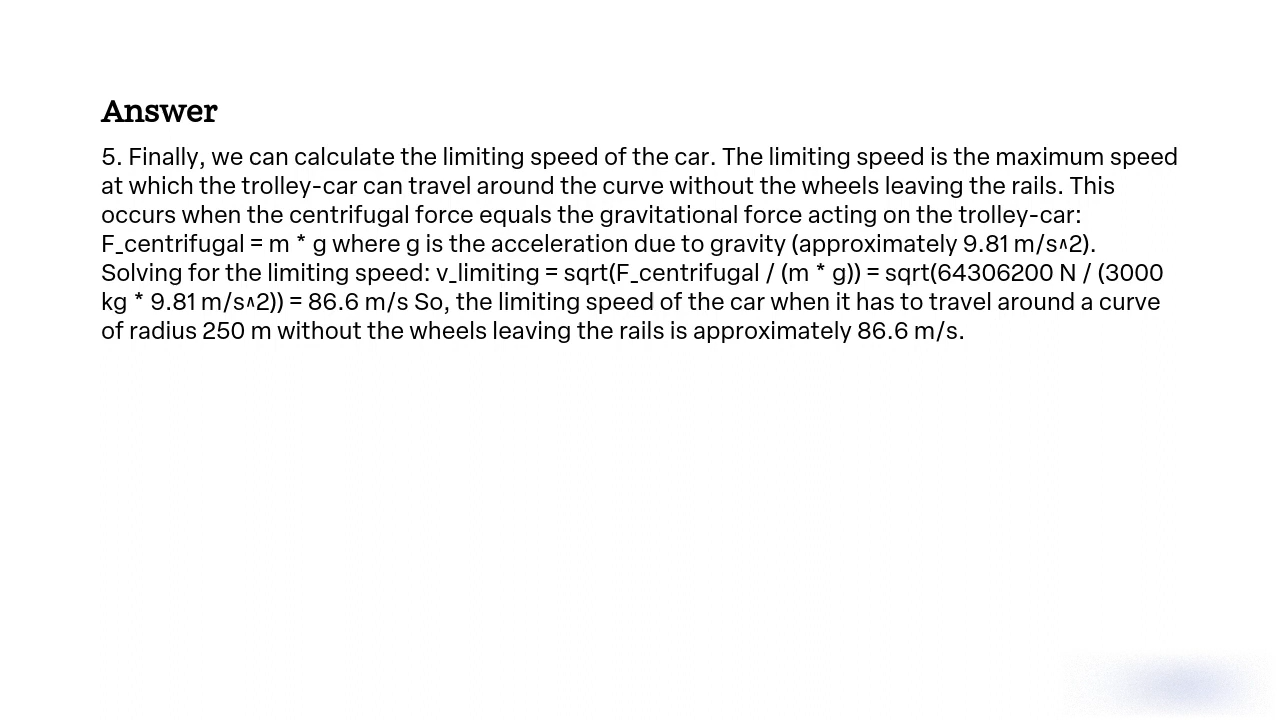 Answer
5. Finally, we can calculate the limiting speed of the car. The limiting speed is the maximum speed
at which the trolley-car can travel around the curve without the wheels leaving the rails. This
occurs when the centrifugal force equals the gravitational force acting on the trolley-car:
F_centrifugal = m * g where g is the acceleration due to gravity (approximately 9.81 m/s^2).
Solving for the limiting speed: v_limiting = sqrt(F_centrifugal / (m * g)) = sqrt(64306200 N / (3000
kg * 9.81 m/s^2)) = 86.6 m/s So, the limiting speed of the car when it has to travel around a curve
of radius 250 m without the wheels leaving the rails is approximately 86.6 m/s.